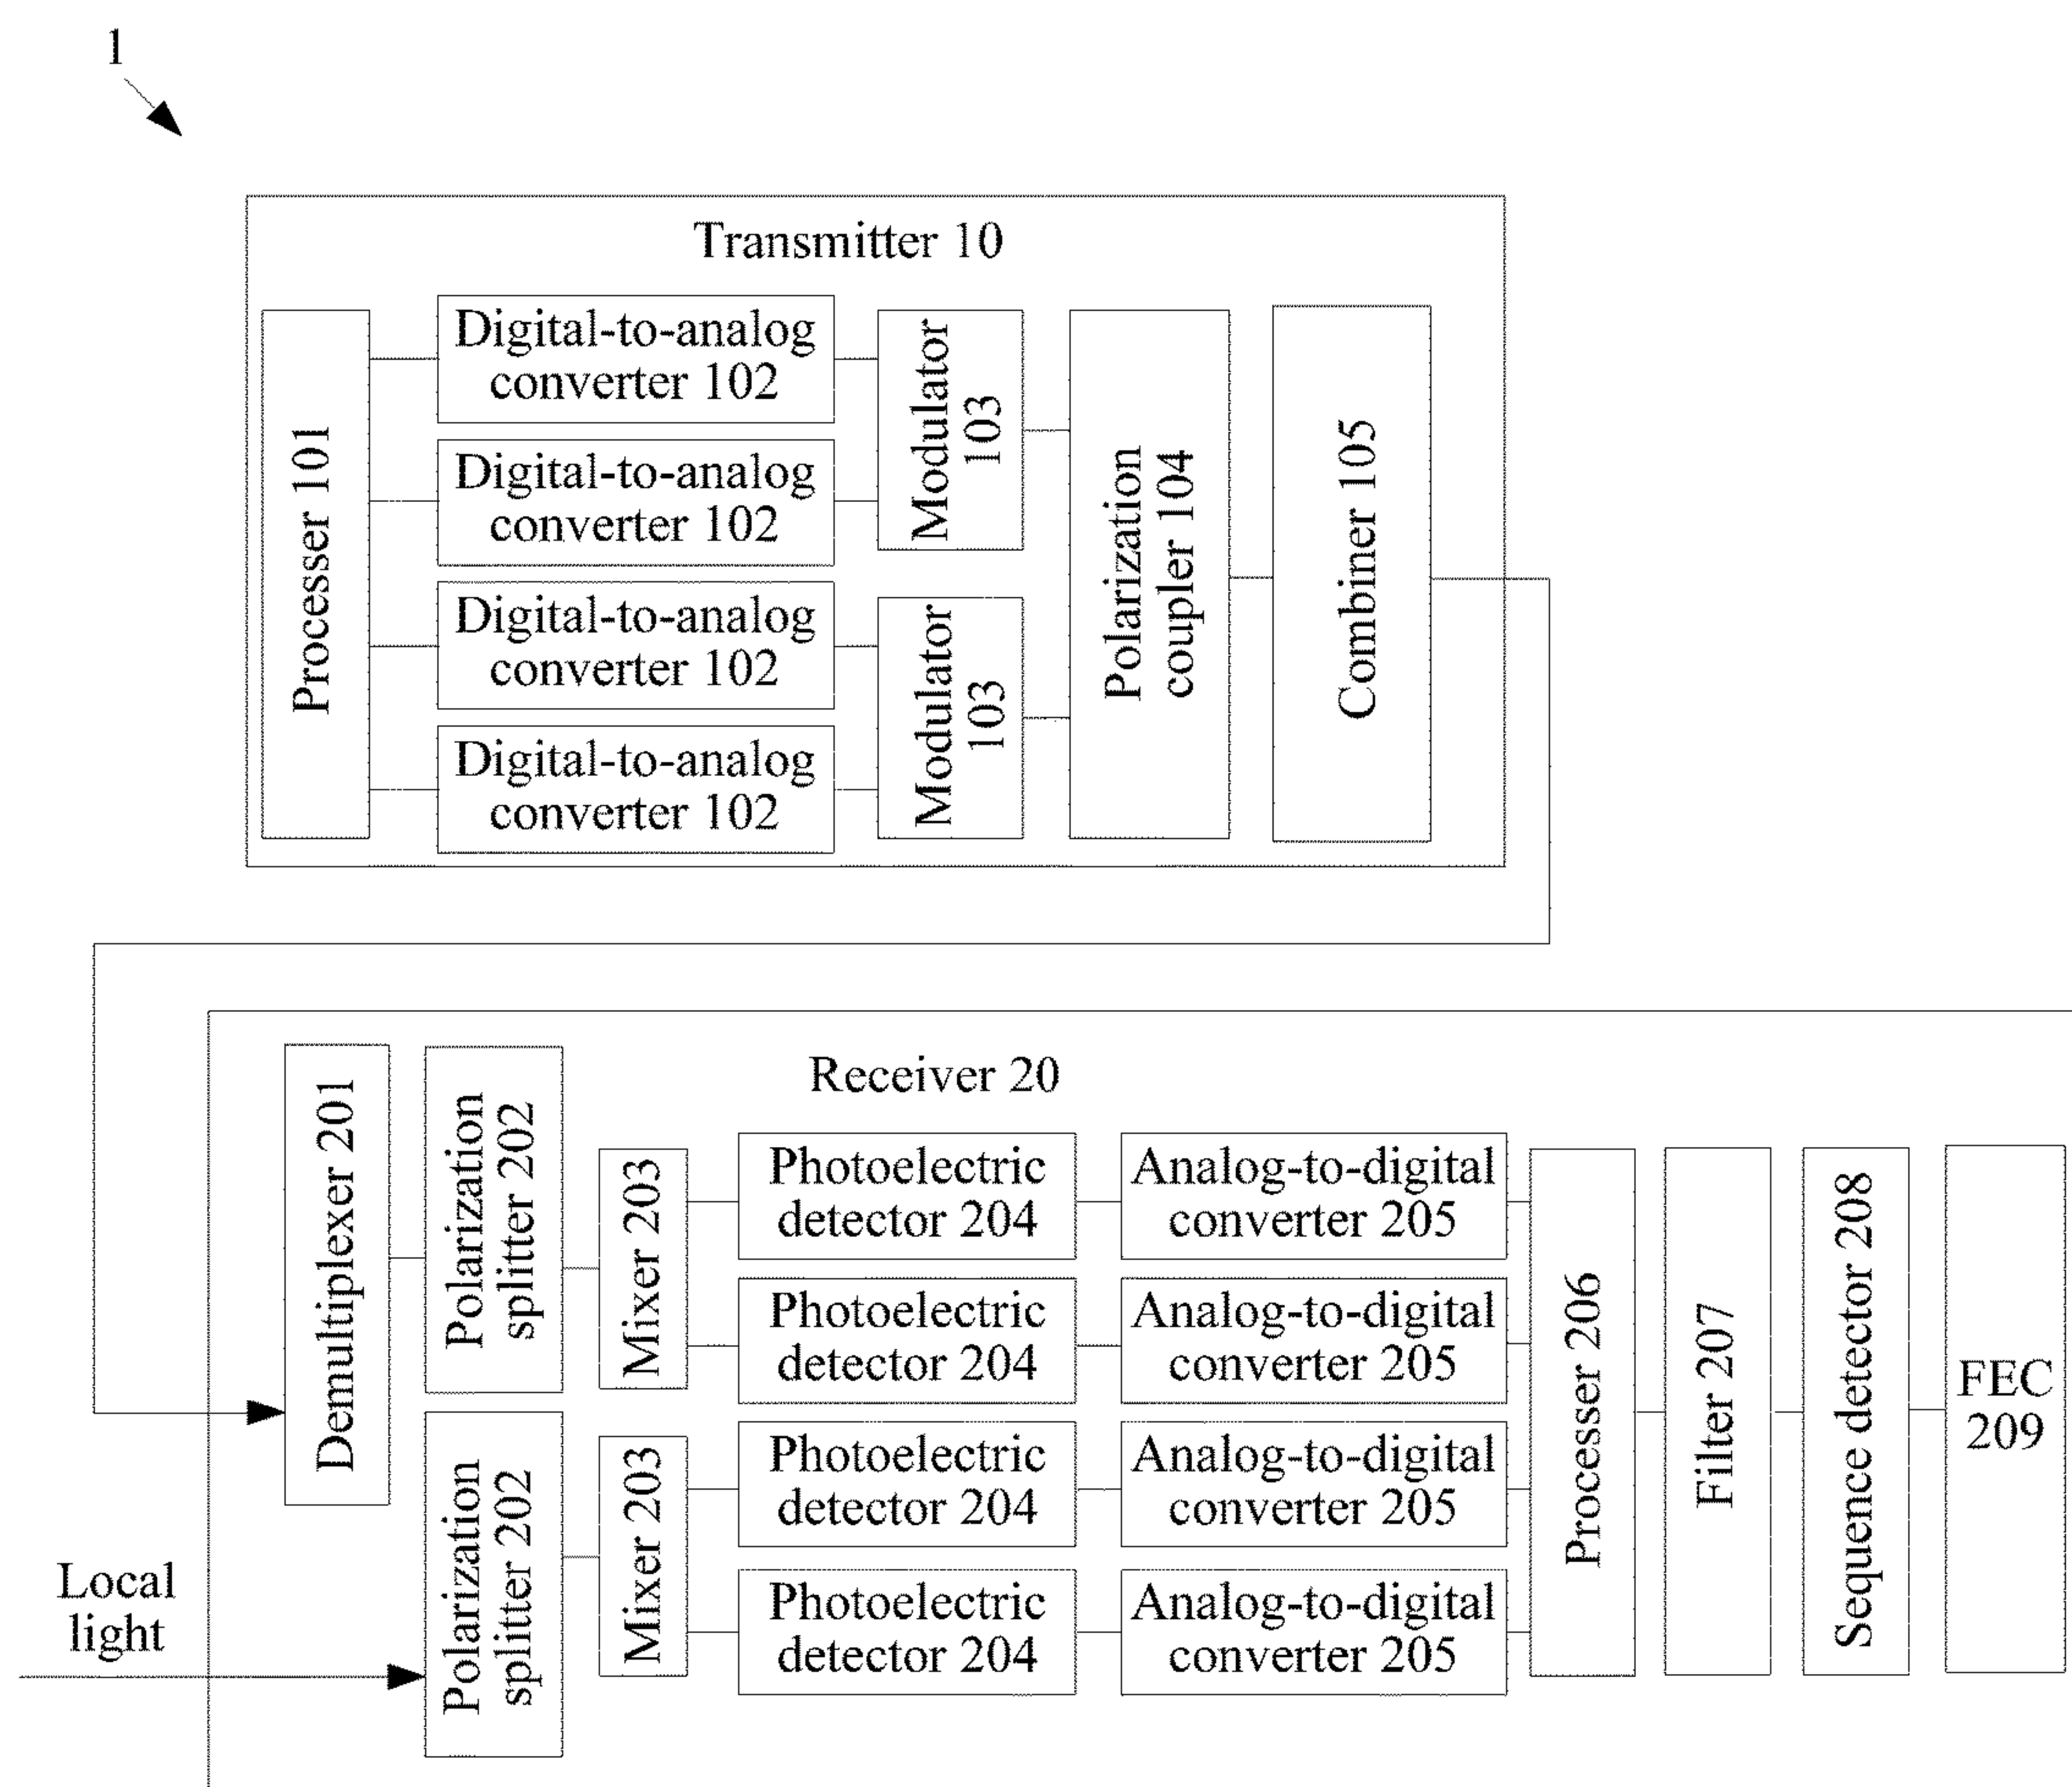 1
Transmitter 10
Processer 101
Digital-to-analog
converter 102
Digital-to-analog
converter 102
Digital-to-analog
converter 102
Digital-to-analog
converter 102
Modulator
103
Modulator
103
Polarization
coupler 104
Combiner 105
Receiver 20
Demultiplexer 201
Polarization
splitter 202
Polarization
splitter 202
Local
light
Mixer 203
Mixer 203
Photoelectric
detector 204
Photoelectric
detector 204
Photoelectric
detector 204
Photoelectric
detector 204
Analog-to-digital
converter 205
Analog-to-digital
converter 205
Analog-to-digital
converter 205
Analog-to-digital
converter 205
Processer 206
Filter 207
Sequence detector 208
FEC
209